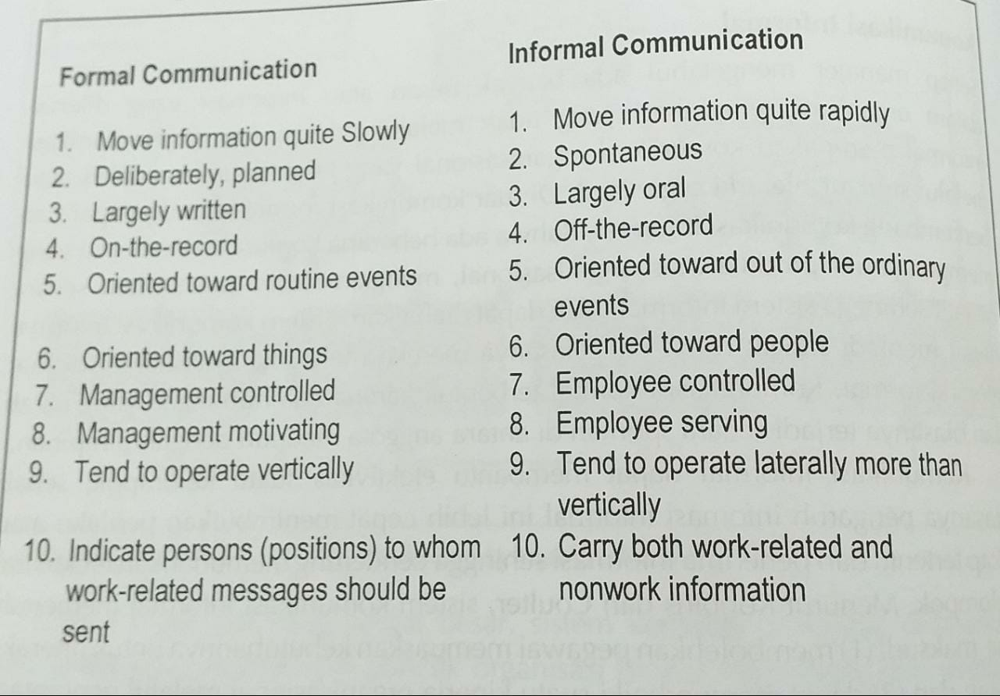 Formal Communication
1. Move information quite Slowly
2. Deliberately, planned
3. Largely written
4. On-the-record
5. Oriented toward routine events
6. Oriented toward things
7. Management controlled
8. Management motivating
9. Tend to operate vertically
10. Indicate persons (positions) to whom
work-related messages should be
sent
Informal Communication
1. Move information quite rapidly
2. Spontaneous
3. Largely oral
4. Off-the-record
5. Oriented toward out of the ordinary
events
6. Oriented toward people
7. Employee controlled
8. Employee serving
9. Tend to operate laterally more than
vertically
10. Carry both work-related and
nonwork information